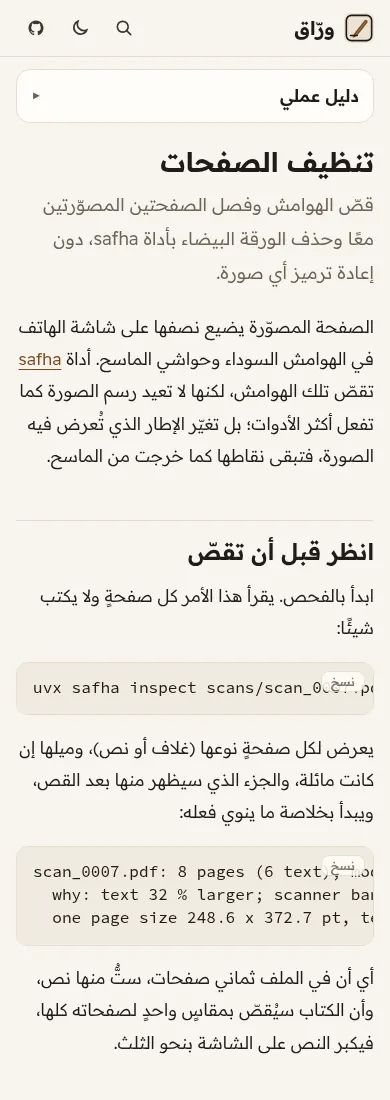 ورّاق
دليل عملي
تنظيف الصفحات
قصّ الهوامش وفصل الصفحتين المصوّرتين
معًا وحذف الورقة البيضاء بأداة safha، دون
إعادة ترميز أي صورة.
الصفحة المصوّرة يضيع نصفها على شاشة الهاتف
في الهوامش السوداء وحواشي الماسح. أداة safha
تقصّ تلك الهوامش، لكنها لا تعيد رسم الصورة كما
تفعل أكثر الأدوات؛ بل تغيّر الإطار الذي تُعرض فيه
الصورة، فتبقى نقاطها كما خرجت من الماسح.
انظر قبل أن تقصّ
ابدأ بالفحص. يقرأ هذا الأمر كل صفحةٍ ولا يكتب
شيئًا:
نسخ
uvx safha inspect
يعرض لكل صفحةٍ نوعها (غلاف أو نص)، وميلها إن
كانت مائلة، والجزء الذي سيظهر منها بعد القص،
ويبدأ بخلاصة ما ينوي فعله:
نسخ
scan_0007.pdf: 8 pages (6 text),
why: text 32 % larger; scanner
one page size 248.6 x 372.7 pt,
أي أن في الملف ثماني صفحات، ستٌّ منها نص،
وأن الكتاب سيُقصّ بمقاسٍ واحدٍ لصفحاته كلها،
فيكبر النص على الشاشة بنحو الثلث.